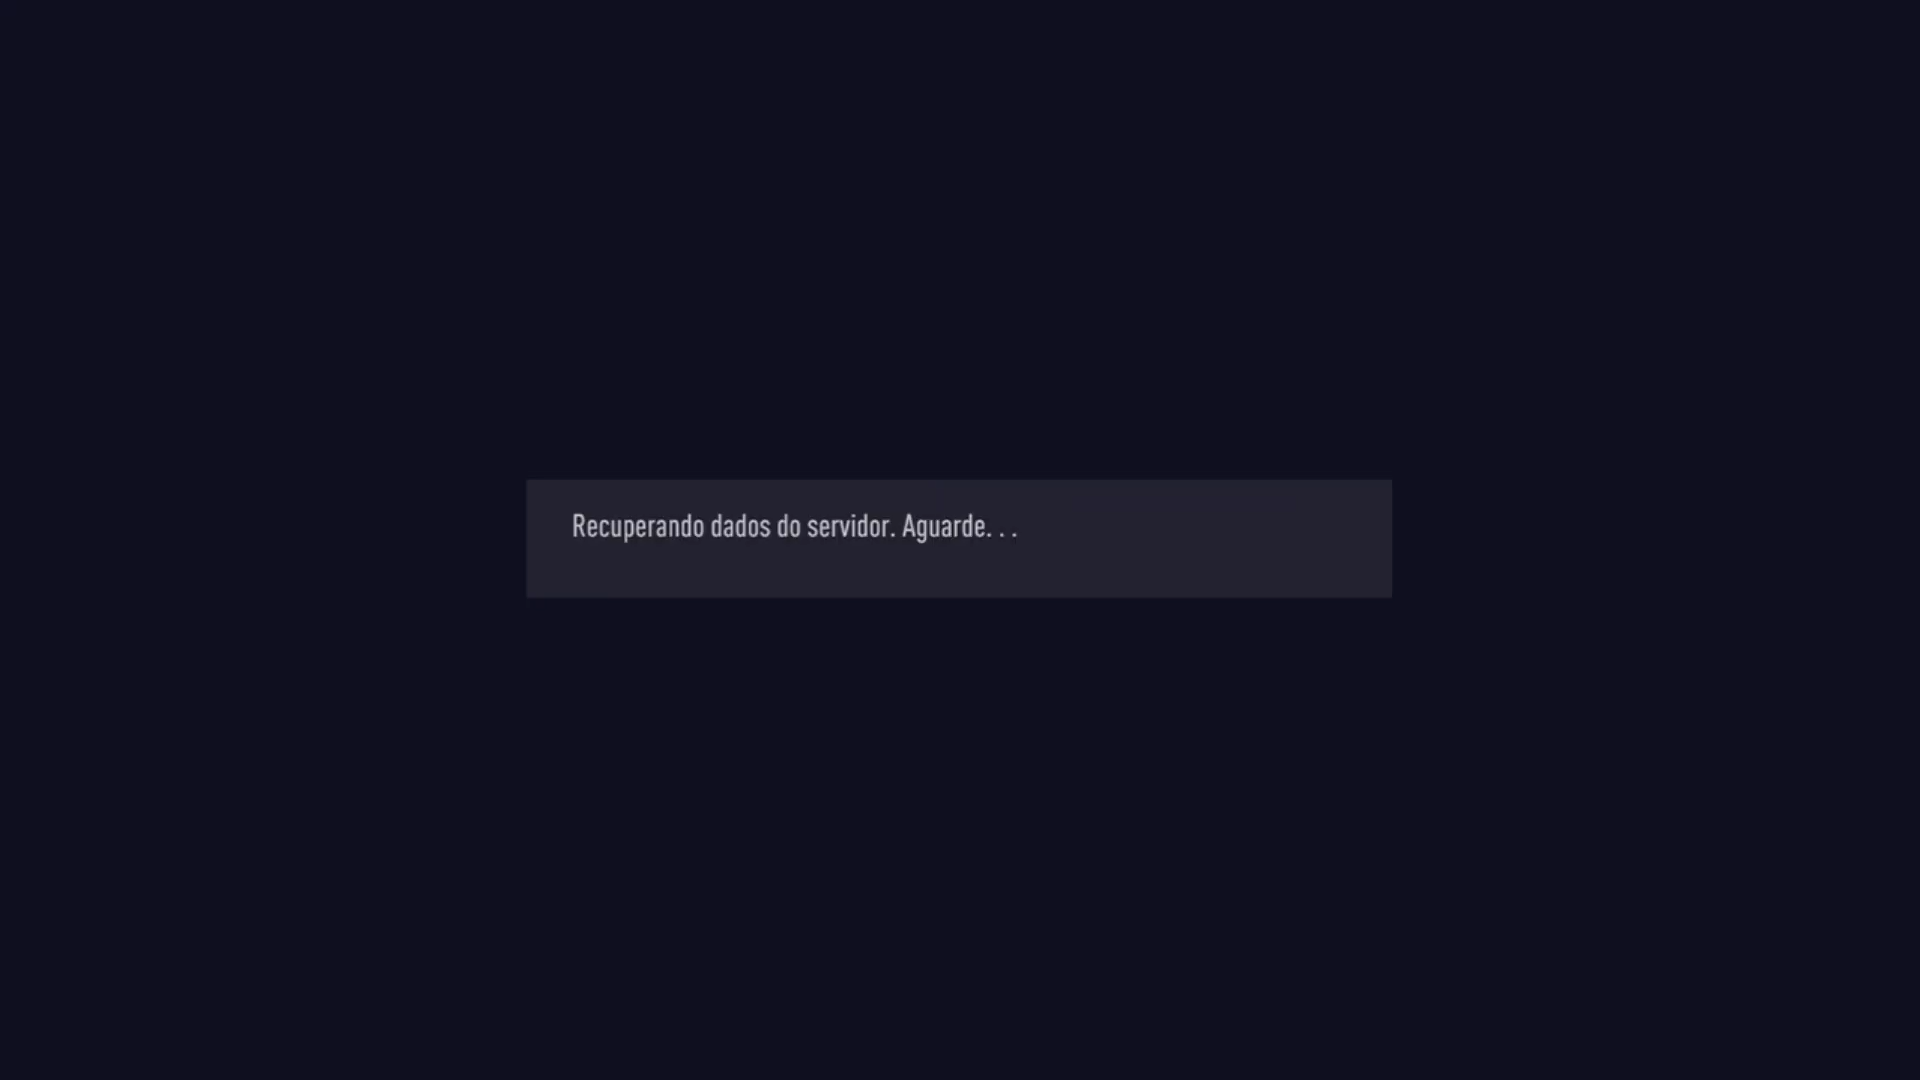 Recuperando dados do servidor. Aguarde. . .